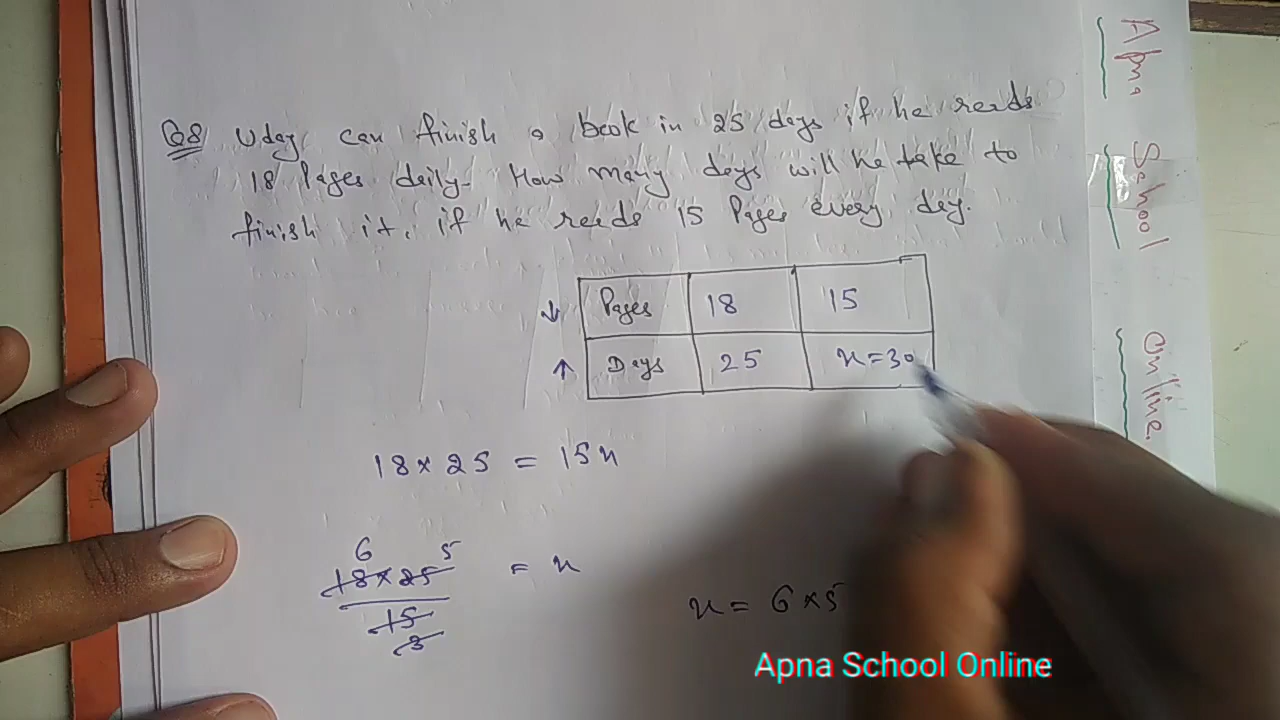 Q8 Uday can finish a book in 25 days if he reads
18 Pages daily. How many days will he take to
finish it, if he reads 15 Pages every day.
↓ Pages 18 15
↑ Days 25 x=30
18 × 25 = 15x
6 5
18×25 = x
15
3
x = 6×5
Apna School Online
Apna School Online.